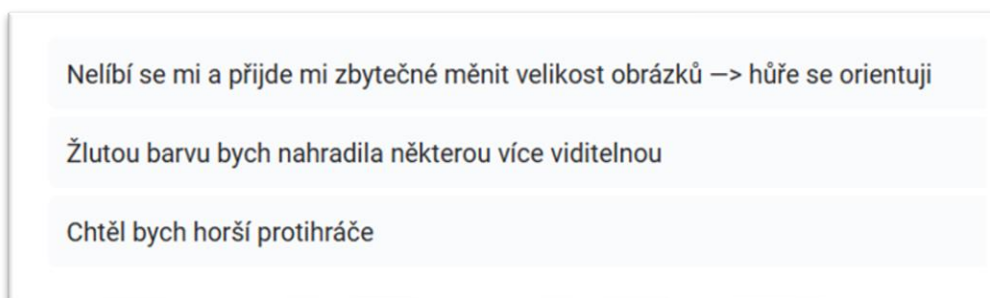 Nelíbí se mi a přijde mi zbytečné měnit velikost obrázků —> hůře se orientuji
Žlutou barvu bych nahradila některou více viditelnou
Chtěl bych horší protihráče